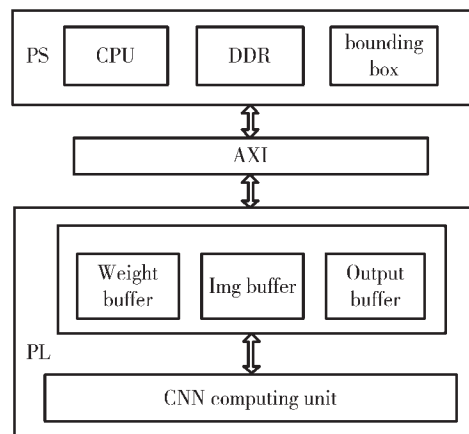 PS
CPU
DDR
bounding
box
AXI
Weight
buffer
Img buffer
Output
buffer
PL
CNN computing unit